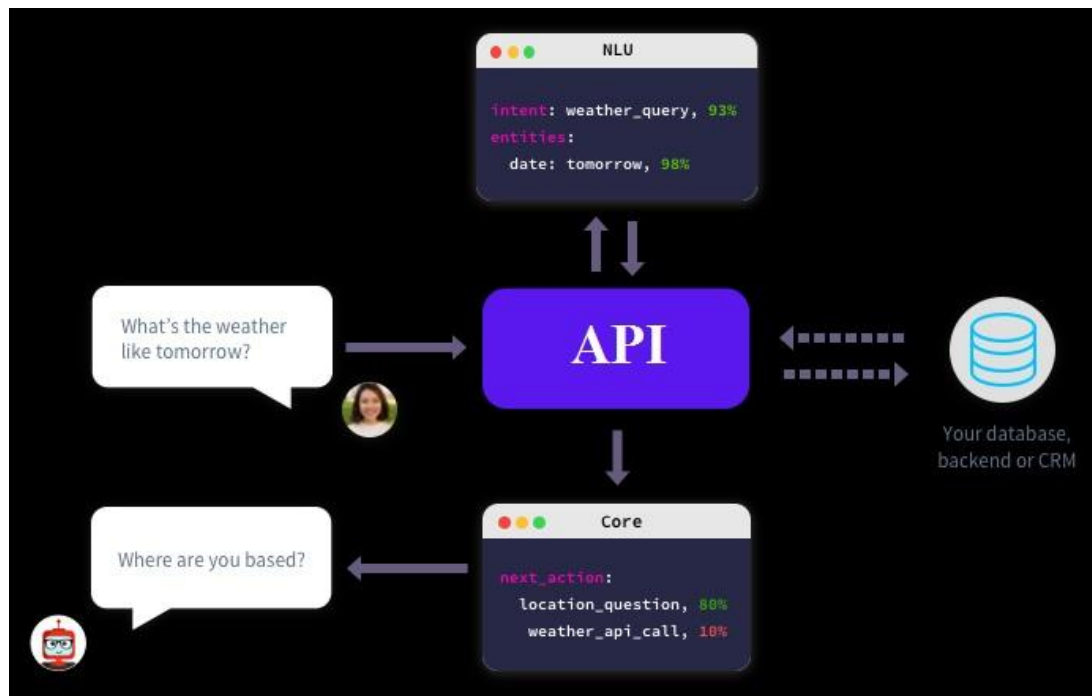 NLU
intent: weather_query, 93%
entities:
date: tomorrow, 98%
What's the weather
like tomorrow?
API
Your database,
backend or CRM
Core
next_action:
location_question, 80%
weather_api_call, 10%
Where are you based?